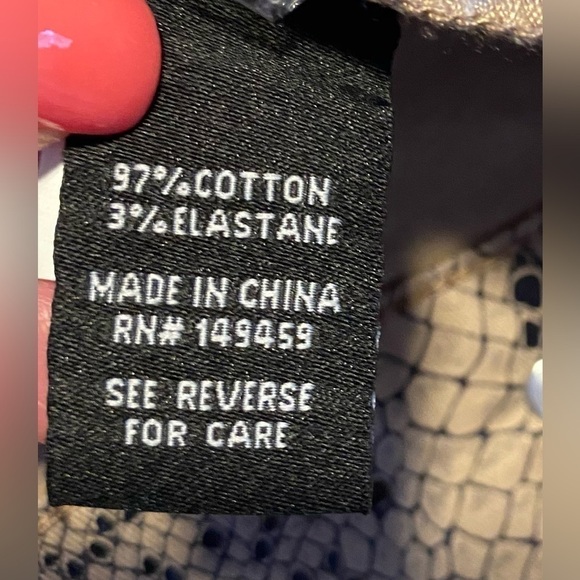 97%COTTON
3%ELASTANE
MADE IN CHINA
RN# 149459
SEE REVERSE
FOR CARE